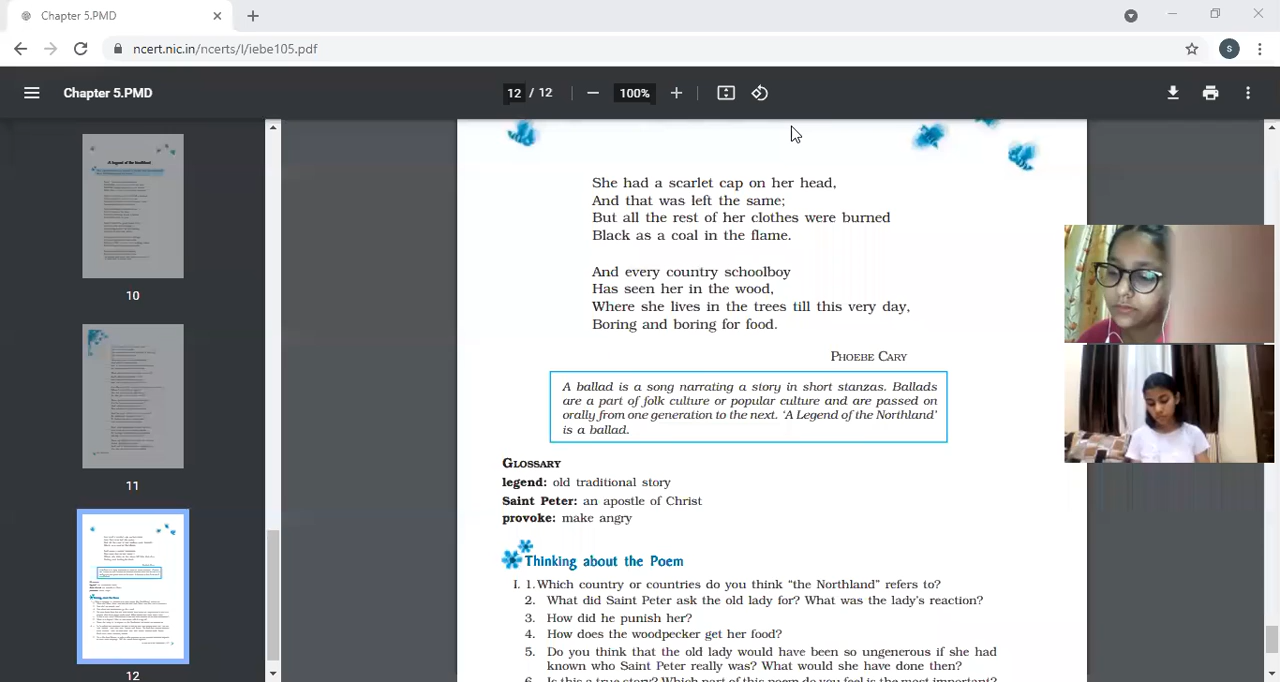 Chapter 5.PMD
ncert.nic.in/ncerts/l/iebe105.pdf
S
Chapter 5.PMD
12 / 12
100%
10
11
12
She had a scarlet cap on her head,
And that was left the same;
But all the rest of her clothes were burned
Black as a coal in the flame.
And every country schoolboy
Has seen her in the wood,
Where she lives in the trees till this very day,
Boring and boring for food.
PHOEBE CARY
A ballad is a song narrating a story in short stanzas. Ballads
are a part of folk culture or popular culture and are passed on
orally from one generation to the next. 'A Legend of the Northland'
is a ballad.
GLOSSARY
legend: old traditional story
Saint Peter: an apostle of Christ
provoke: make angry
Thinking about the Poem
I. 1. Which country or countries do you think "the Northland" refers to?
2. What did Saint Peter ask the old lady for? What was the lady's reaction?
3. How did he punish her?
4. How does the woodpecker get her food?
5. Do you think that the old lady would have been so ungenerous if she had
known who Saint Peter really was? What would she have done then?
6. Is this a true story? Which part of this poem do you feel is the most important?